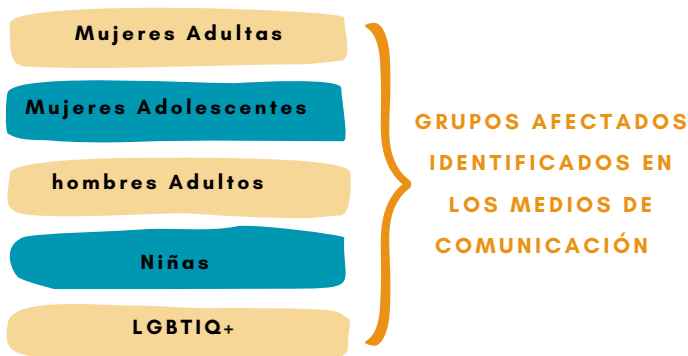 Mujeres Adultas
Mujeres Adolescentes
hombres Adultos
Niñas
LGBTIQ+
GRUPOS AFECTADOS
IDENTIFICADOS EN
LOS MEDIOS DE
COMUNICACIÓN